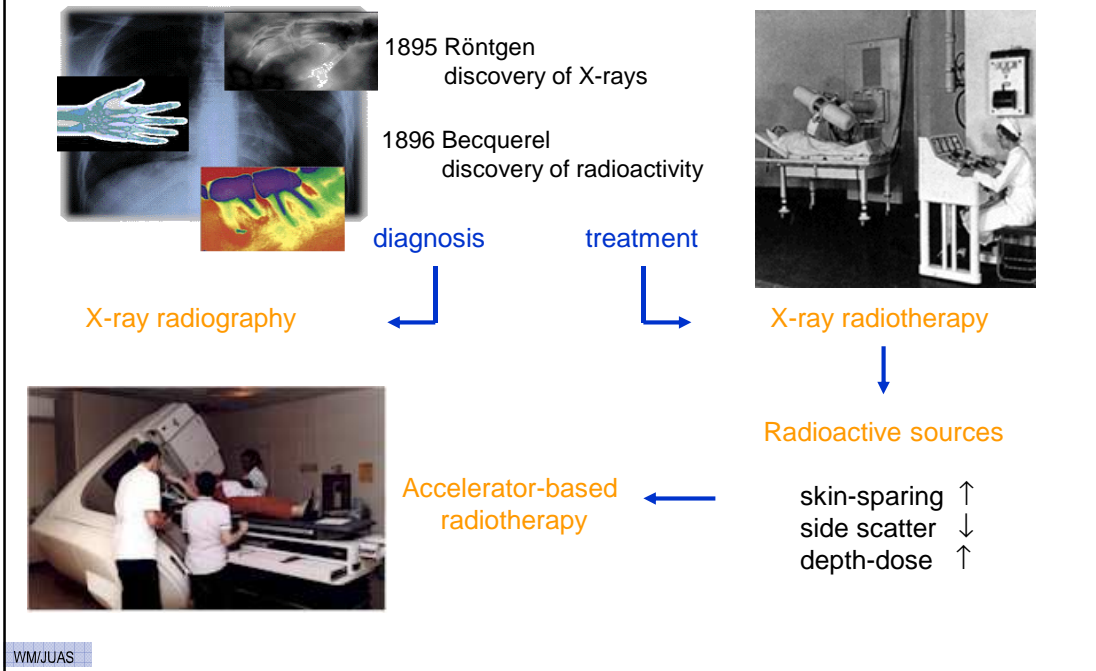 1895 Röntgen
discovery of X-rays
1896 Becquerel
discovery of radioactivity
diagnosis
treatment
X-ray radiography
X-ray radiotherapy
Radioactive sources
Accelerator-based
radiotherapy
skin-sparing ↑
side scatter ↓
depth-dose ↑
WM/JUAS